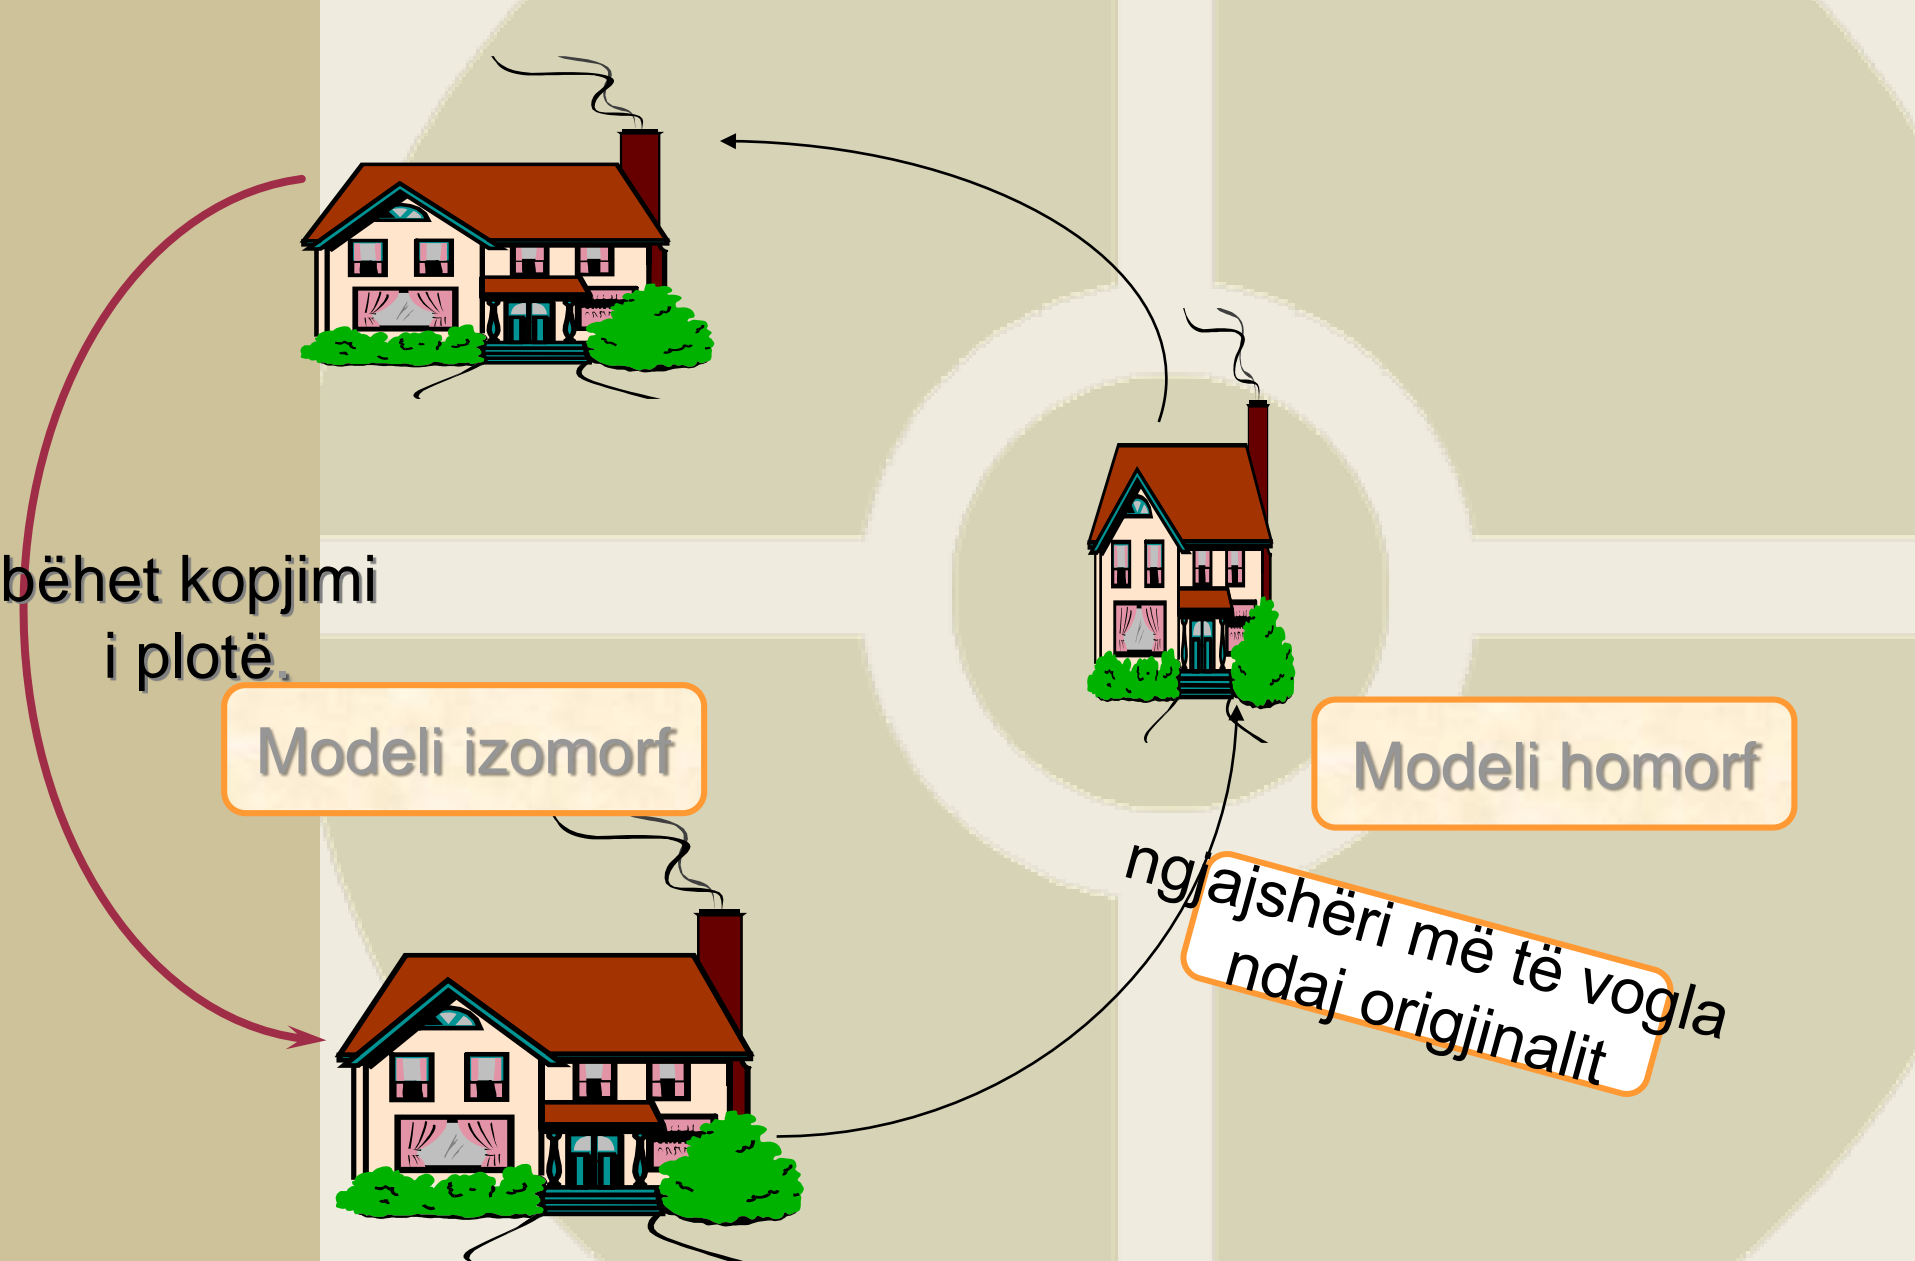 bëhet kopjimi
i plotë.
Modeli izomorf
Modeli homorf
ngjajshëri më të vogla
ndaj origjinalit